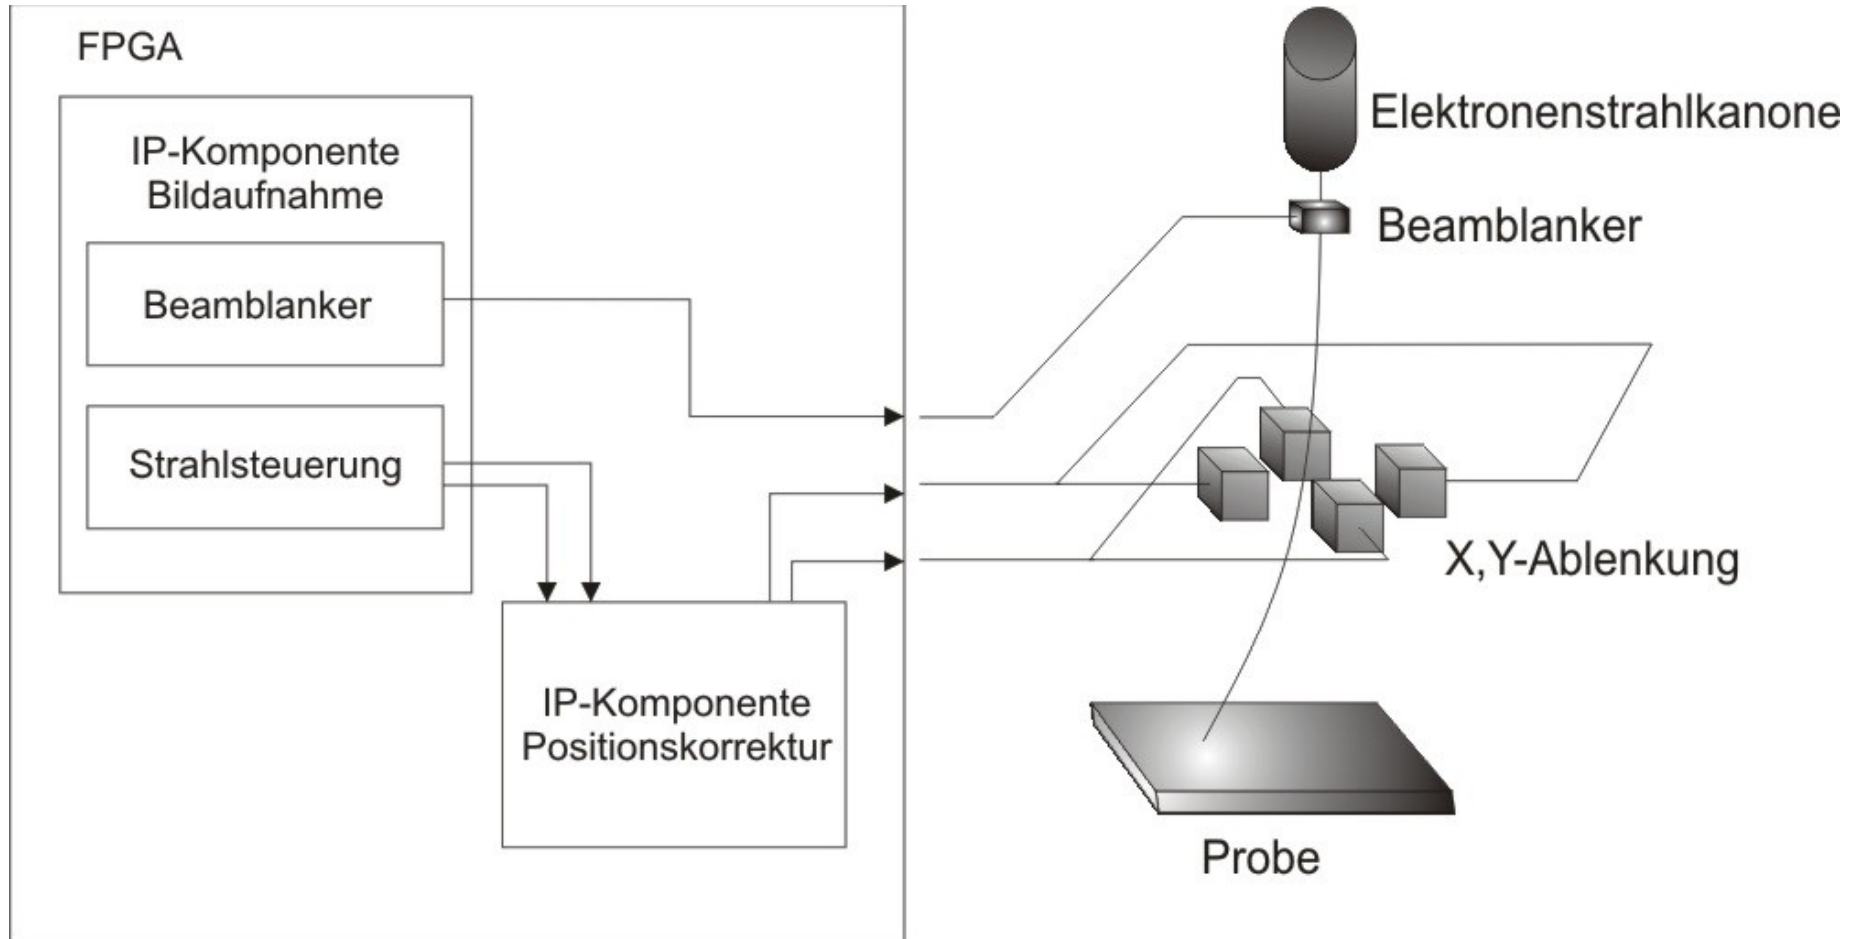 FPGA
IP-Komponente
Bildaufnahme
Beamblanker
Strahlsteuerung
IP-Komponente
Positionskorrektur
Elektronenstrahlkanone
Beamblanker
X,Y-Ablenkung
Probe